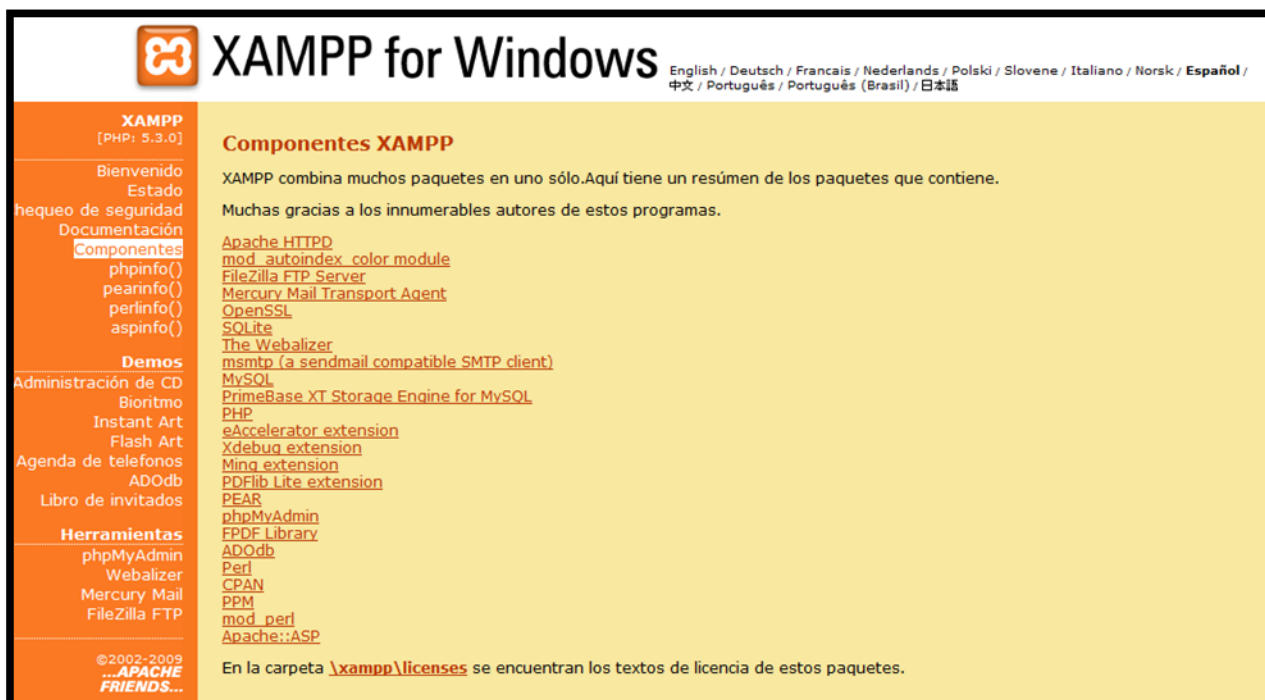 XAMPP for Windows
English / Deutsch / Francais / Nederlands / Polski / Slovene / Italiano / Norsk / Español /
中文 / Português / Português (Brasil) / 日本語
XAMPP
[PHP: 5.3.0]
Bienvenido
Estado
hequeo de seguridad
Documentación
Componentes
phpinfo()
pearinfo()
perlinfo()
aspinfo()
Demos
Administración de CD
Bioritmo
Instant Art
Flash Art
Agenda de telefonos
ADOdb
Libro de invitados
Herramientas
phpMyAdmin
Webalizer
Mercury Mail
FileZilla FTP
©2002-2009
...APACHE
FRIENDS...
Componentes XAMPP
XAMPP combina muchos paquetes en uno sólo.Aquí tiene un resúmen de los paquetes que contiene.
Muchas gracias a los innumerables autores de estos programas.
Apache HTTPD
mod_autoindex_color module
FileZilla FTP Server
Mercury Mail Transport Agent
OpenSSL
SQLite
The Webalizer
msmtp (a sendmail compatible SMTP client)
MySQL
PrimeBase XT Storage Engine for MySQL
PHP
eAccelerator extension
Xdebug extension
Ming extension
PDFlib Lite extension
PEAR
phpMyAdmin
FPDF Library
ADOdb
Perl
CPAN
PPM
mod_perl
Apache::ASP
En la carpeta \xampp\licenses se encuentran los textos de licencia de estos paquetes.